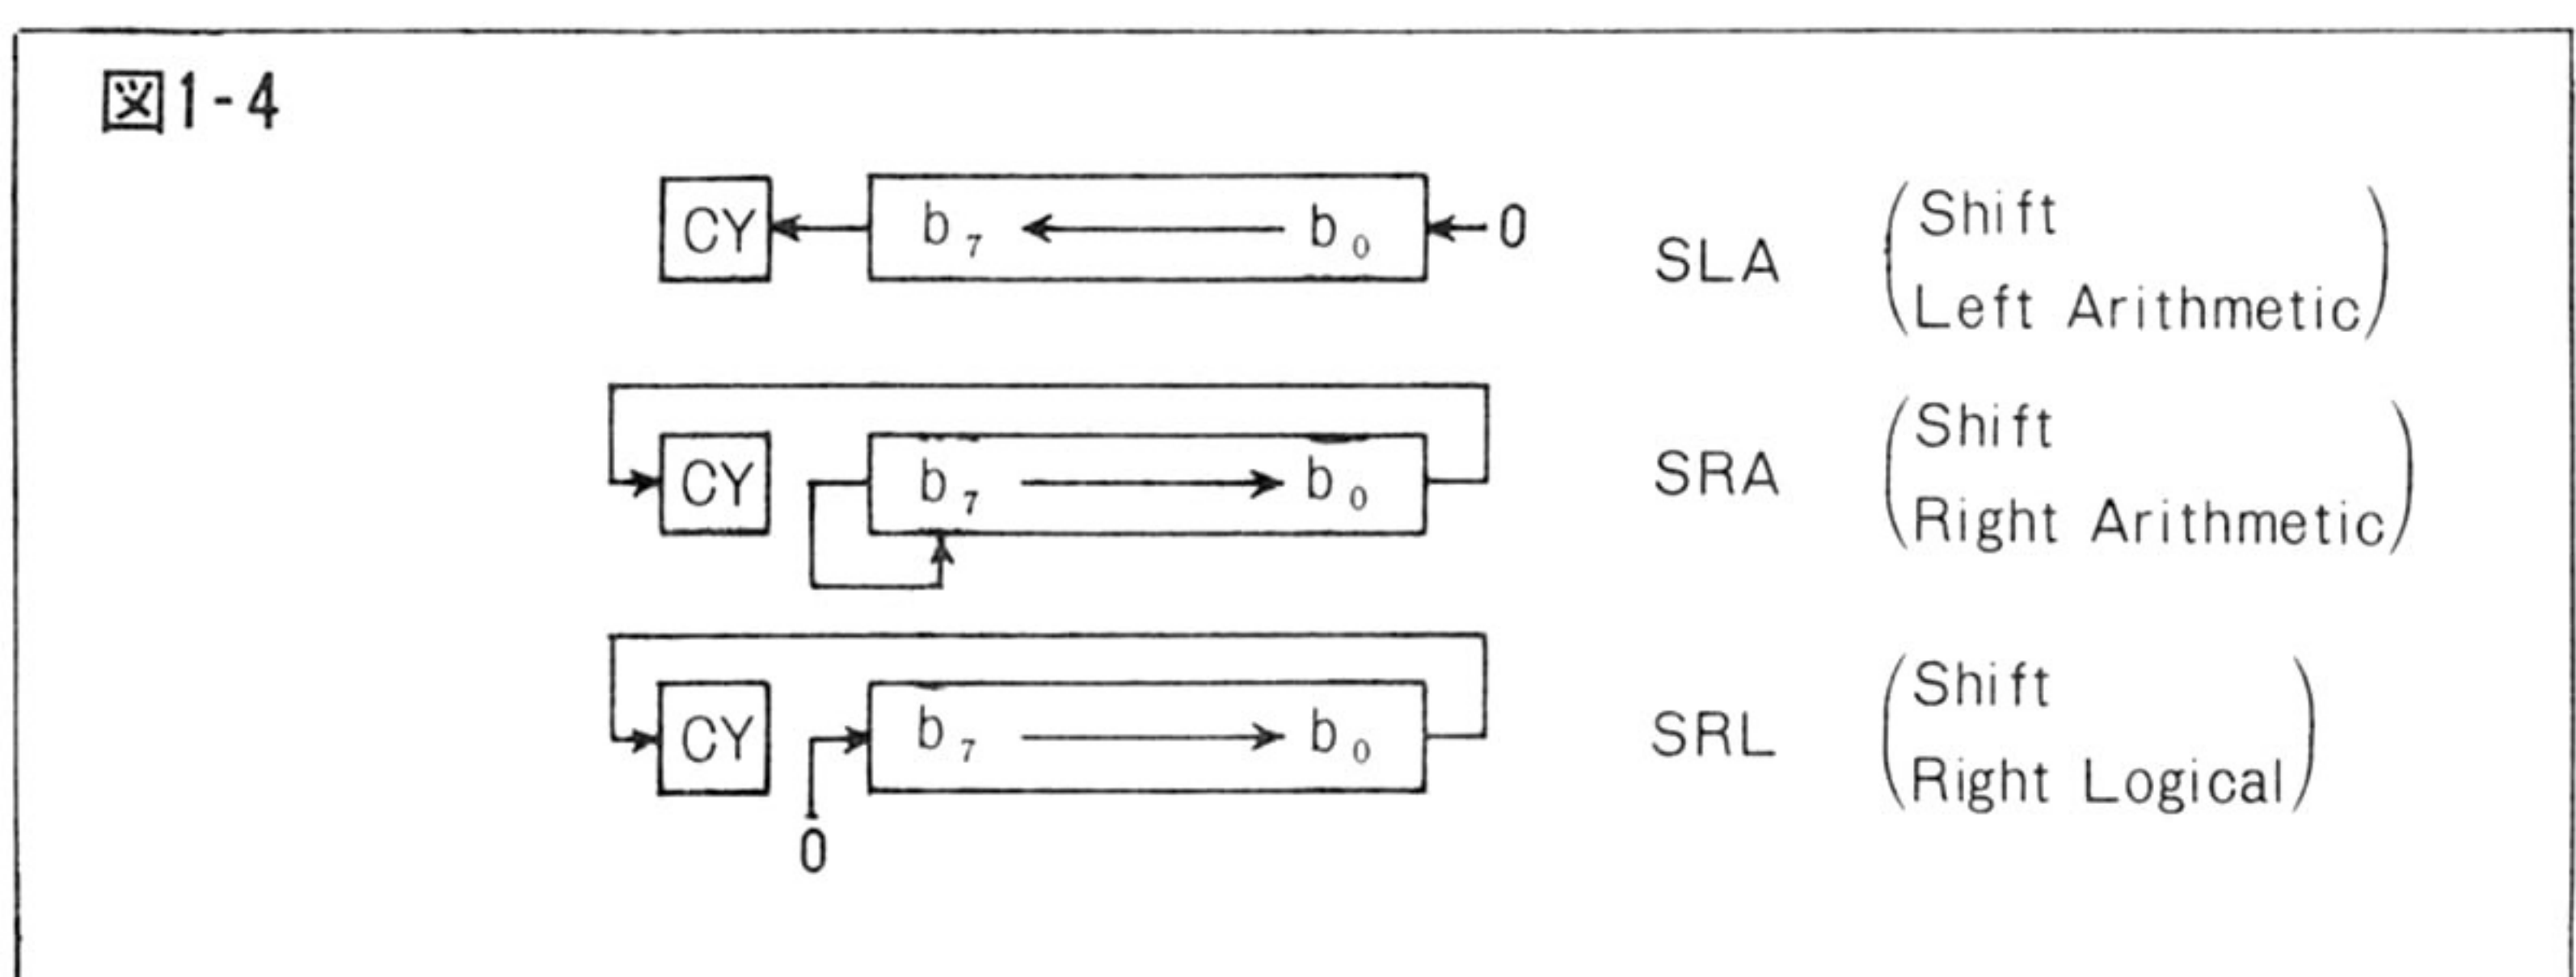 図1-4
CY b7 b0 0 SLA (Shift
Left Arithmetic)
CY b7 b0 SRA (Shift
Right Arithmetic)
CY b7 b0 SRL (Shift
Right Logical)
0